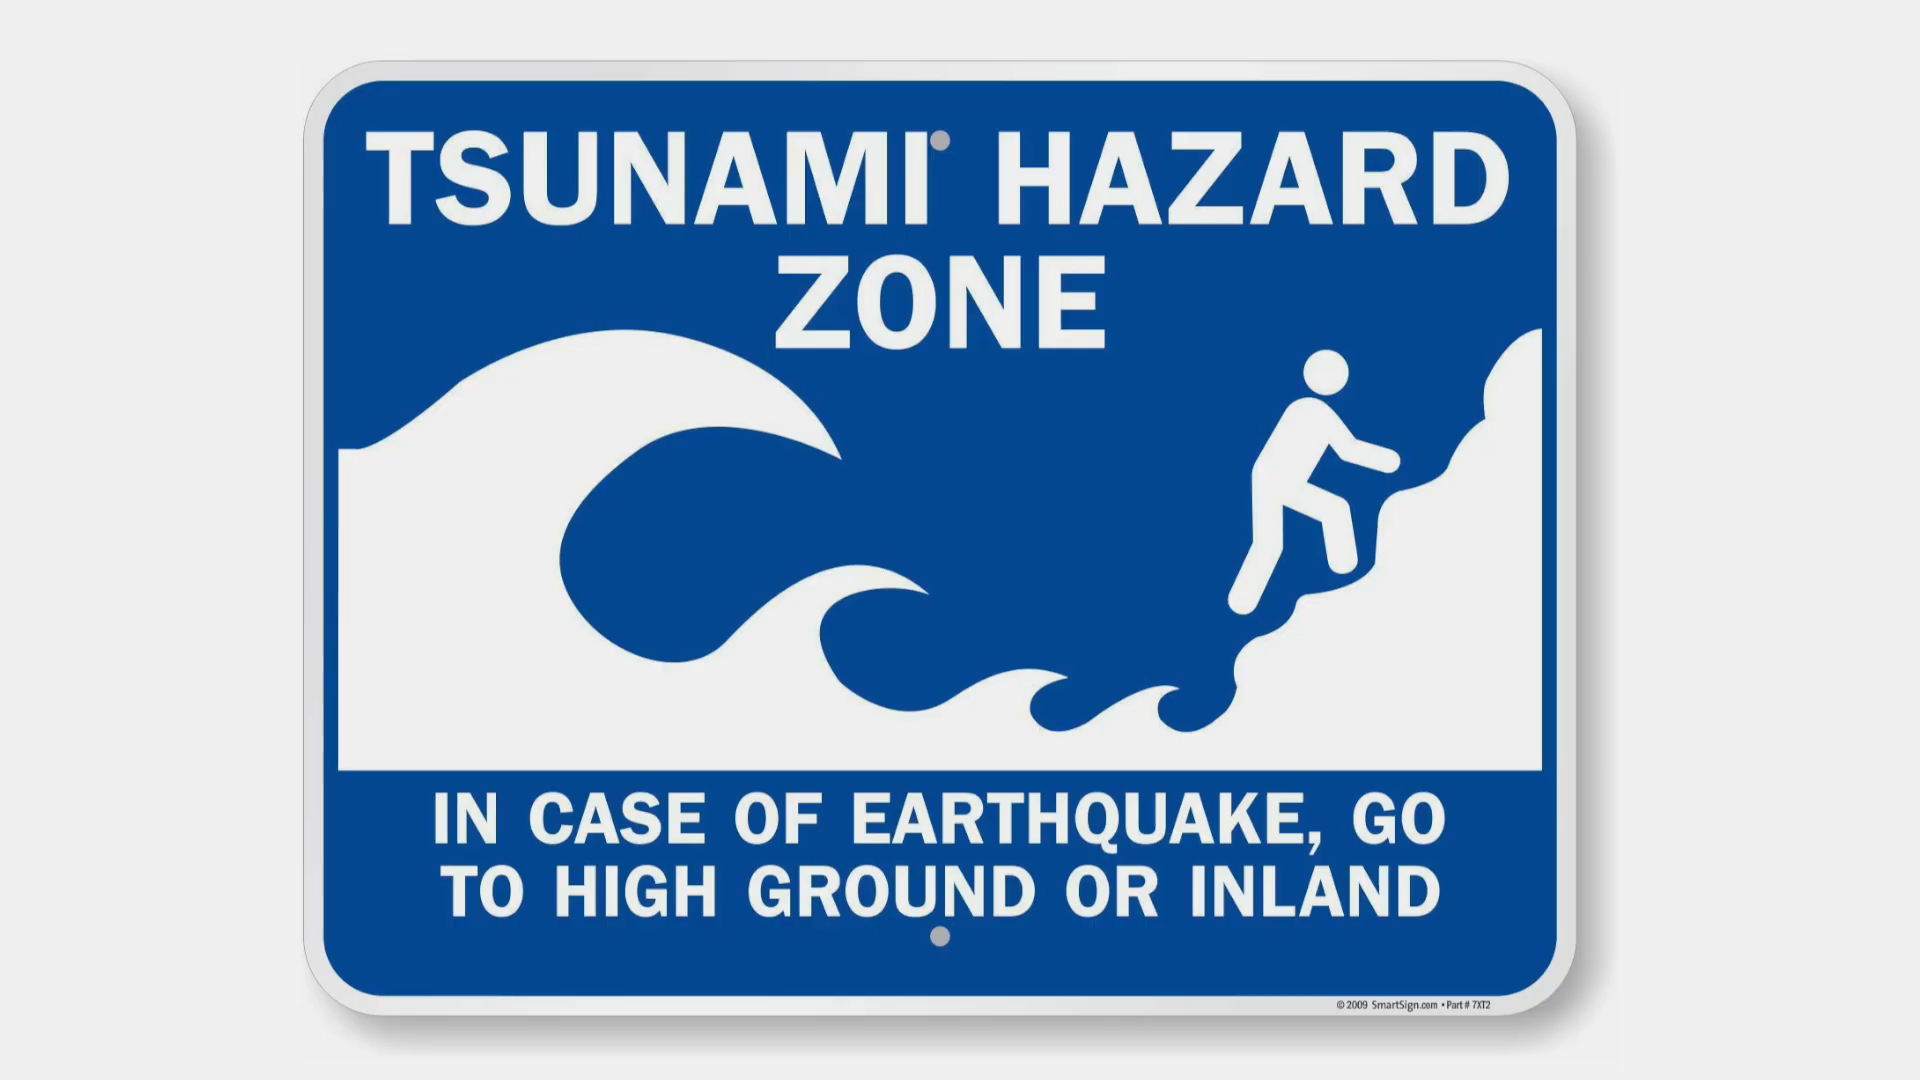 TSUNAMI HAZARD
ZONE
IN CASE OF EARTHQUAKE, GO
TO HIGH GROUND OR INLAND
© 2009 SmartSign.com • Part # 7XT2